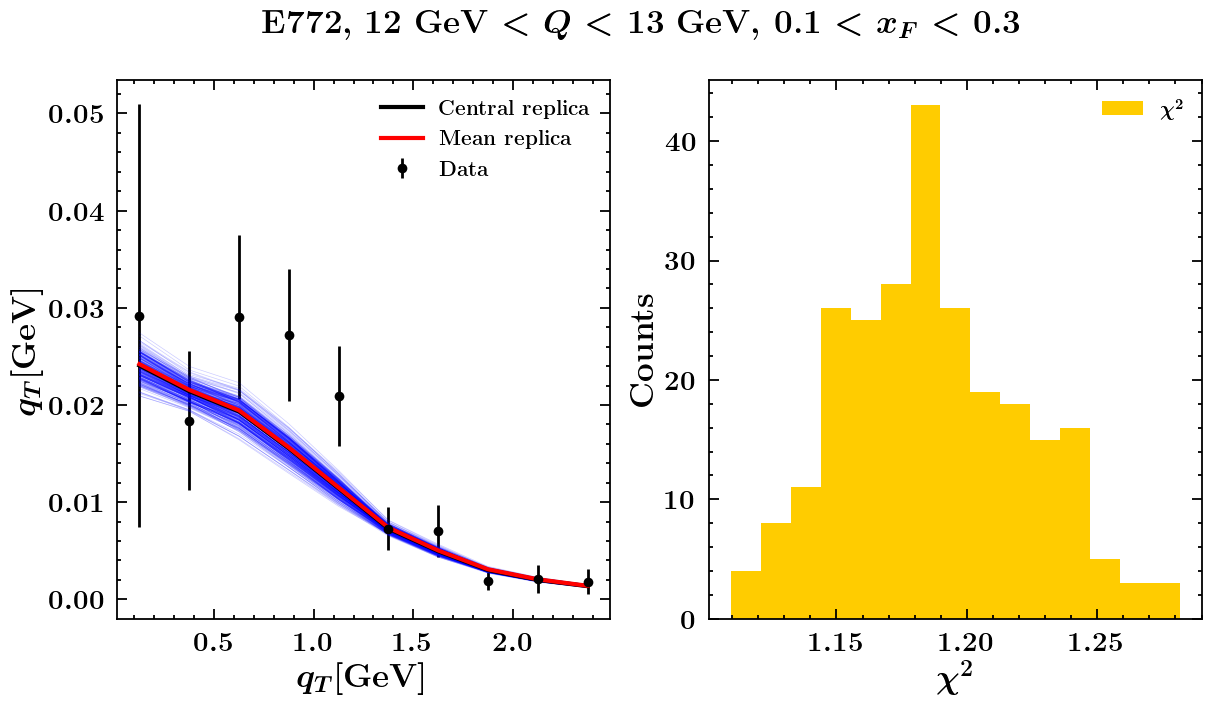 E772, 12 GeV < Q < 13 GeV, 0.1 < x_F < 0.3
Central replica
Mean replica
Data
q_T[GeV]
0.05
0.04
0.03
0.02
0.01
0.00
0.5 1.0 1.5 2.0
q_T[GeV]
χ²
Counts
40
30
20
10
0
1.15 1.20 1.25
χ²